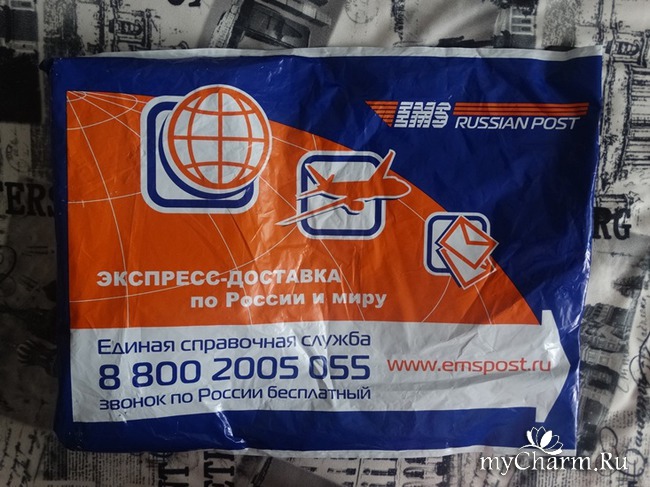 EMS RUSSIAN POST
ЭКСПРЕСС-ДОСТАВКА
по России и миру
Единая справочная служба
8 800 2005 055
www.emspost.ru
звонок по России бесплатный
myCharm.Ru